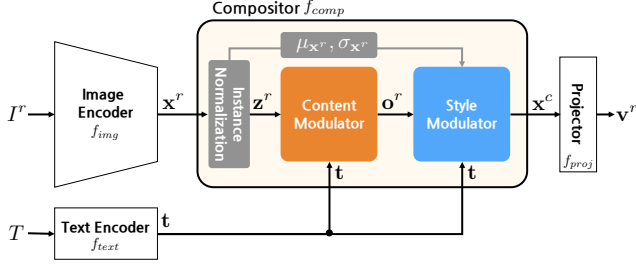 Compositor f_comp
μ_𝐱^r, σ_𝐱^r
I^r
Image
Encoder
f_img
𝐱^r
Instance
Normalization
𝐳^r
Content
Modulator
𝐨^r
Style
Modulator
𝐱^c
Projector
f_proj
𝐯^r
𝐭
𝐭
T
Text Encoder
f_text
𝐭